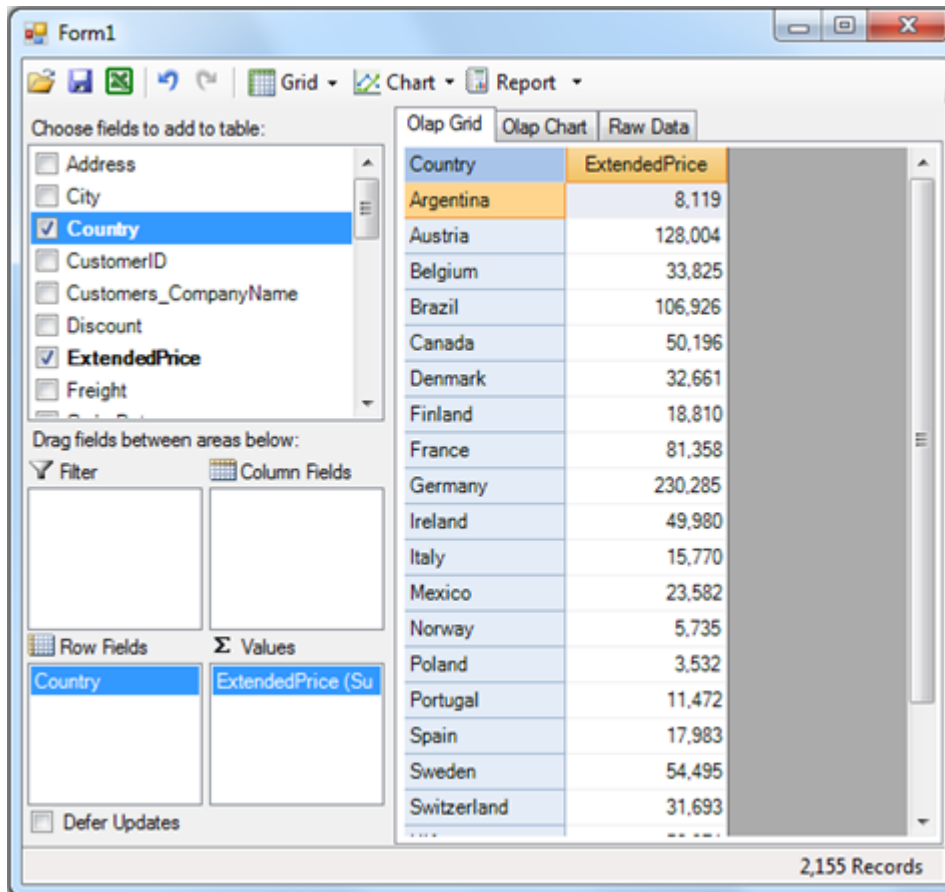 Form1
Grid Chart Report
Choose fields to add to table:
Address
City
Country
CustomerID
Customers_CompanyName
Discount
ExtendedPrice
Freight
Drag fields between areas below:
Filter Column Fields
Row Fields Σ Values
Country ExtendedPrice (Su
Defer Updates
Olap Grid Olap Chart Raw Data
Country ExtendedPrice
Argentina 8,119
Austria 128,004
Belgium 33,825
Brazil 106,926
Canada 50,196
Denmark 32,661
Finland 18,810
France 81,358
Germany 230,285
Ireland 49,980
Italy 15,770
Mexico 23,582
Norway 5,735
Poland 3,532
Portugal 11,472
Spain 17,983
Sweden 54,495
Switzerland 31,693
2,155 Records